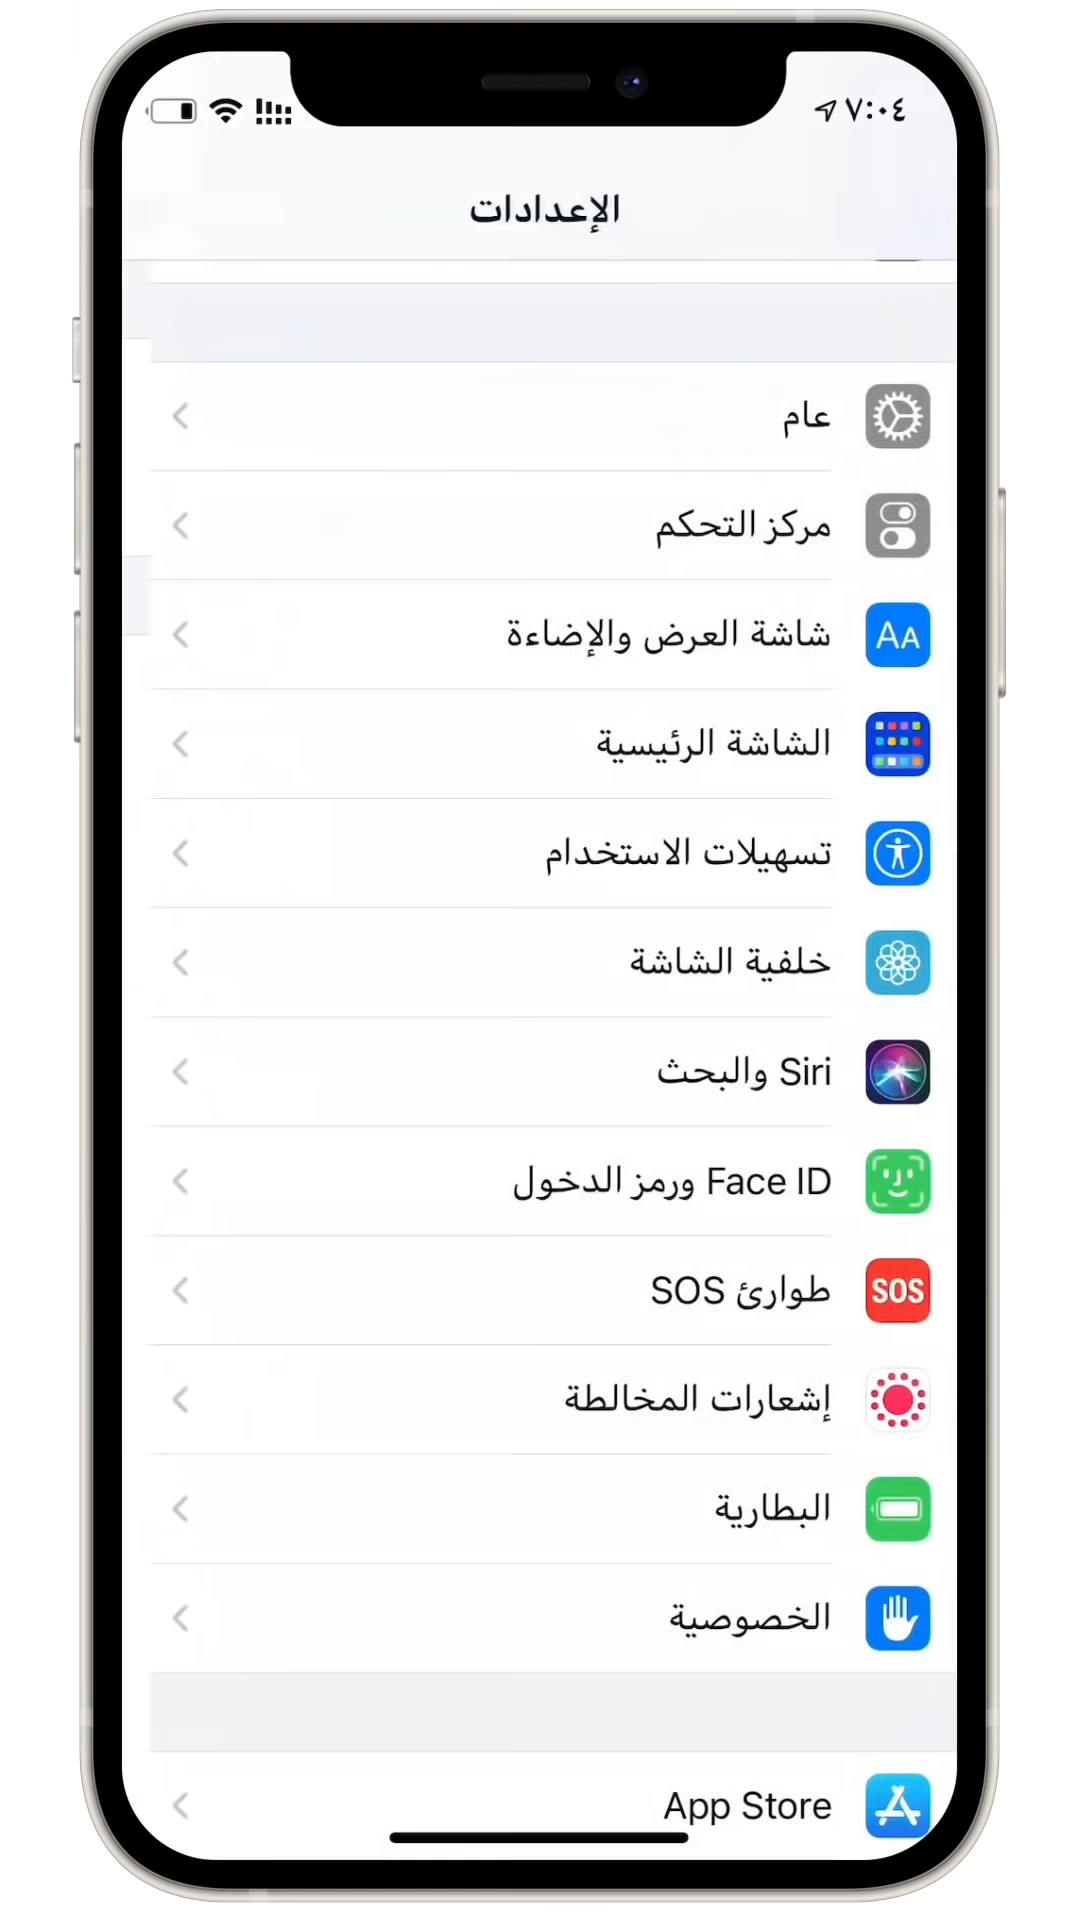 ٧:٠٤
الإعدادات
عام
مركز التحكم
AA شاشة العرض والإضاءة
الشاشة الرئيسية
تسهيلات الاستخدام
خلفية الشاشة
Siri والبحث
Face ID ورمز الدخول
SOS طوارئ SOS
إشعارات المخالطة
البطارية
الخصوصية
App Store